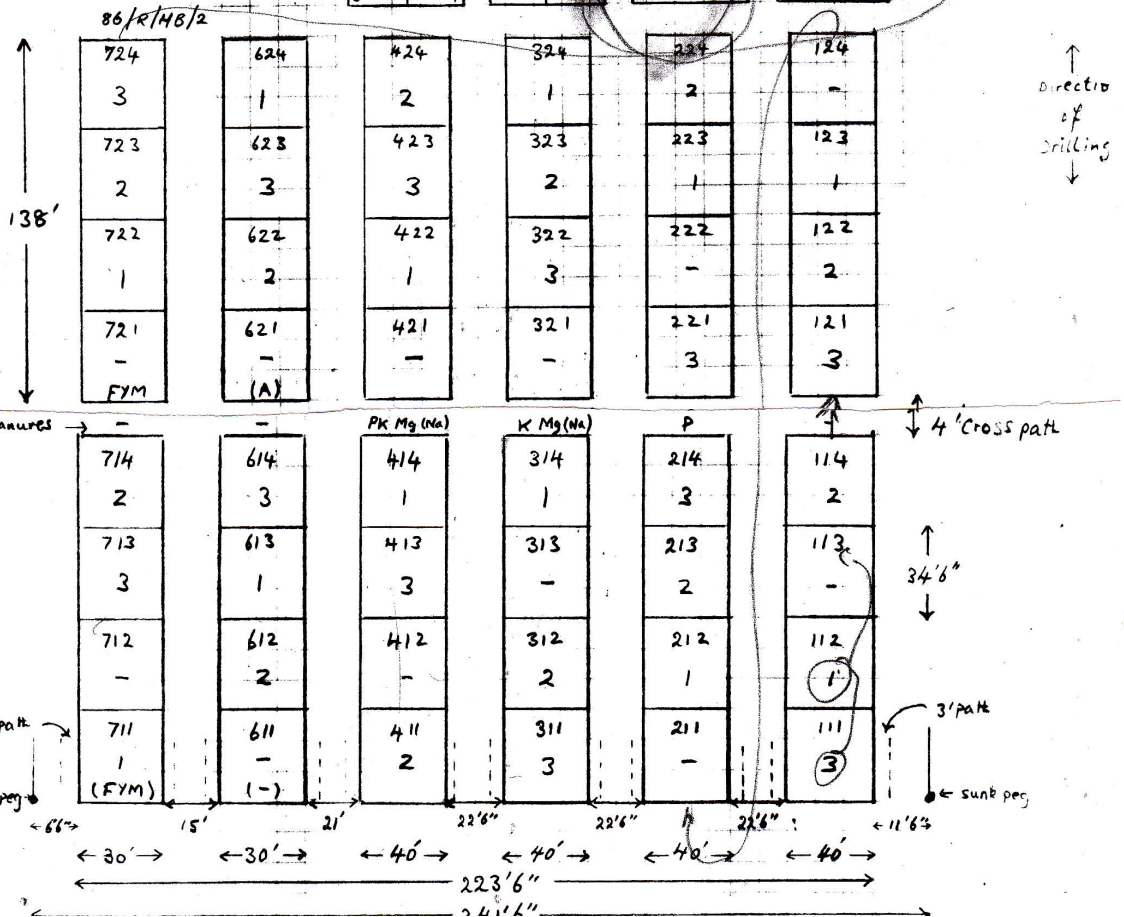 86/R/HB/2
724 624 424 324 224 124
3 1 2 1 2 -
Direction
of
Drilling
723 623 423 323 223 123
2 3 3 2 1 1
138'
722 622 422 322 222 122
1 2 1 3 - 2
721 621 421 321 221 121
- - - - 3 3
FYM (A)
anures → - - PK Mg (Na) K Mg (Na) P
4' Cross path
714 614 414 314 214 114
2 3 1 1 3 2
713 613 413 313 213 113
3 1 3 - 2 -
34'6"
712 612 412 312 212 112
- 2 - 2 1 1
path 3' path
711 611 411 311 211 111
1 - 2 3 - 3
(FYM) (-)
peg sunk peg
66" 15' 21' 22'6" 22'6" 22'6" 11'6"
30' 30' 40' 40' 40' 40'
223'6"
241'6"